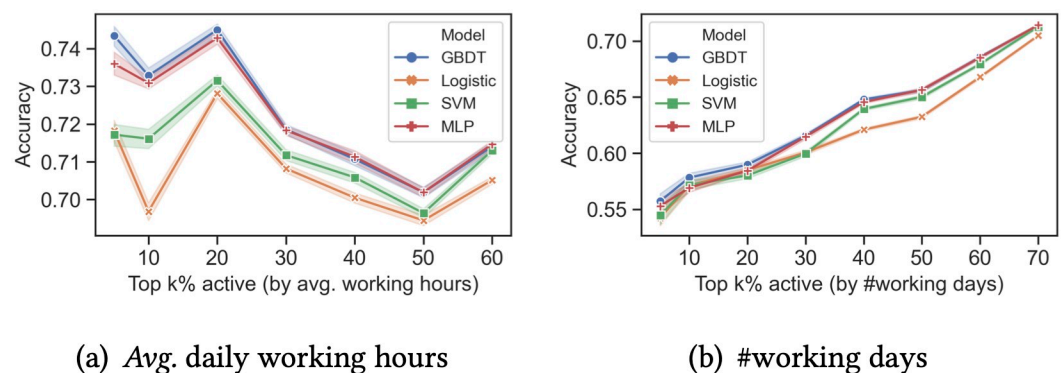 0.74
0.73
0.72
0.71
0.70
Accuracy
Model
GBDT
Logistic
SVM
MLP
10 20 30 40 50 60
Top k% active (by avg. working hours)
(a) Avg. daily working hours
0.70
0.65
0.60
0.55
Accuracy
Model
GBDT
Logistic
SVM
MLP
10 20 30 40 50 60 70
Top k% active (by #working days)
(b) #working days